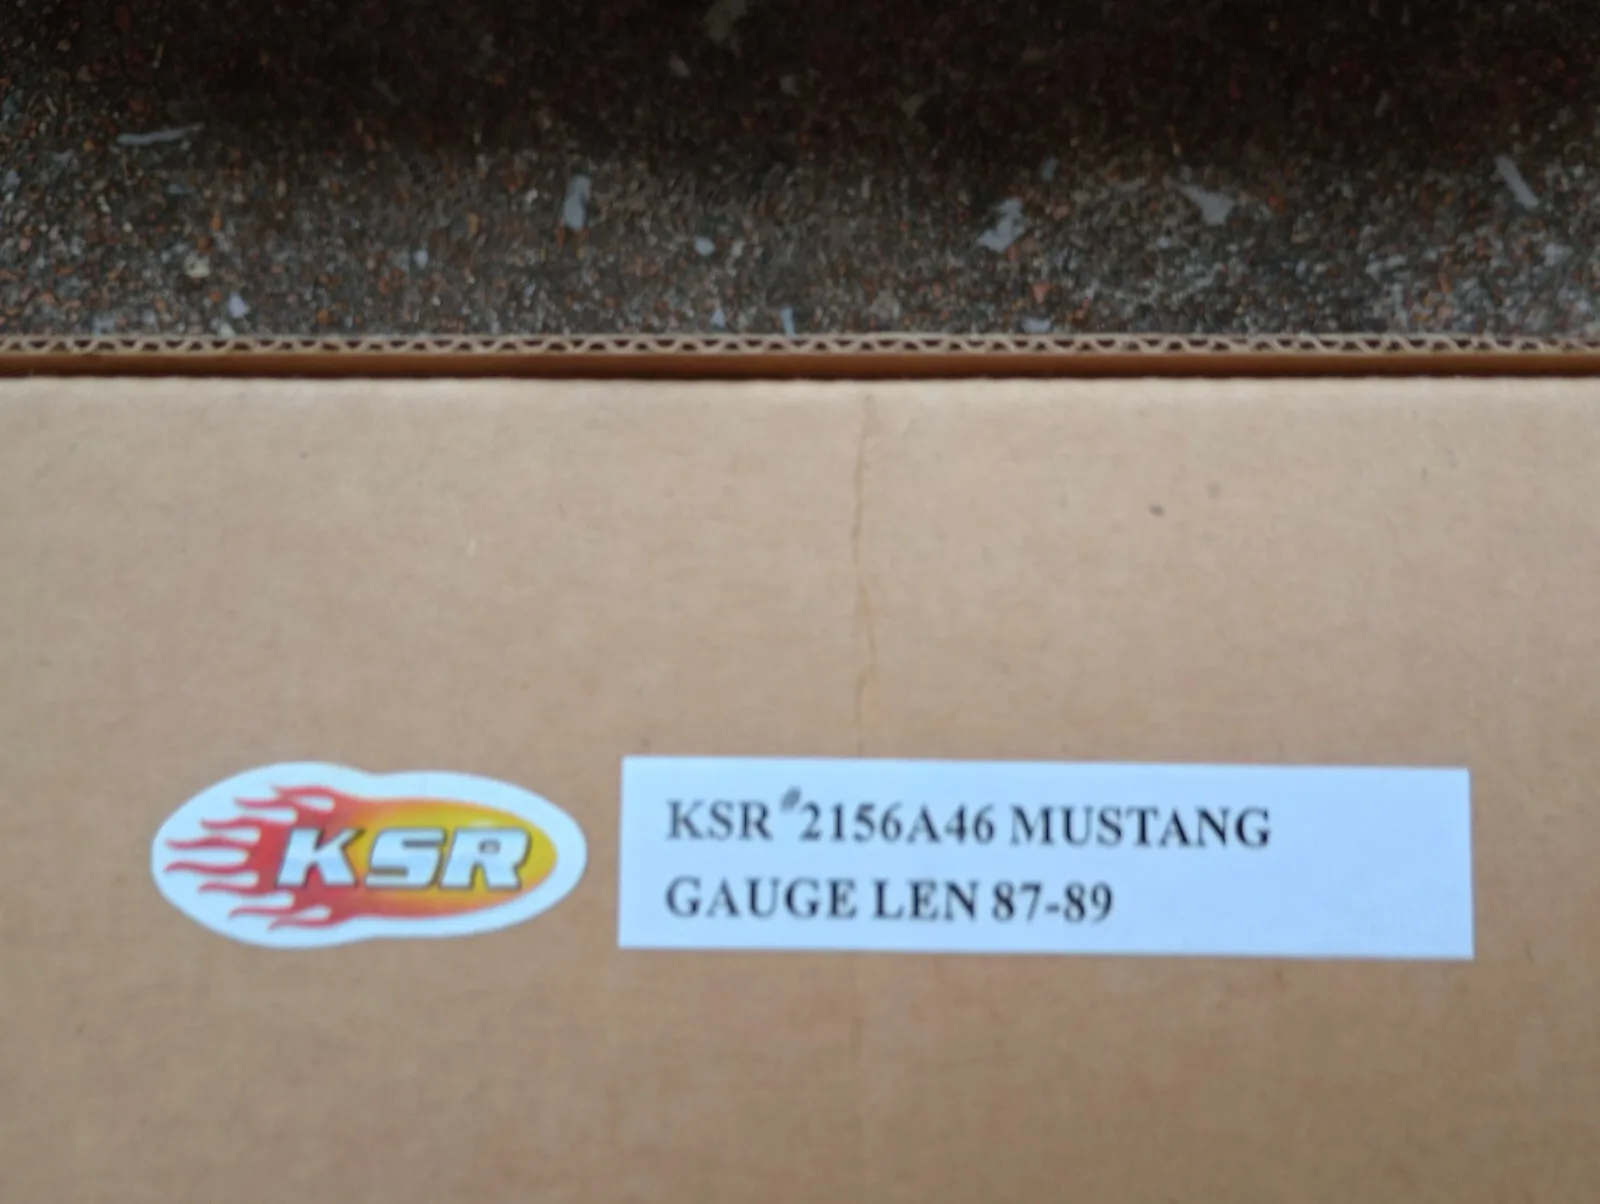 KSR
KSR #2156A46 MUSTANG
GAUGE LEN 87-89